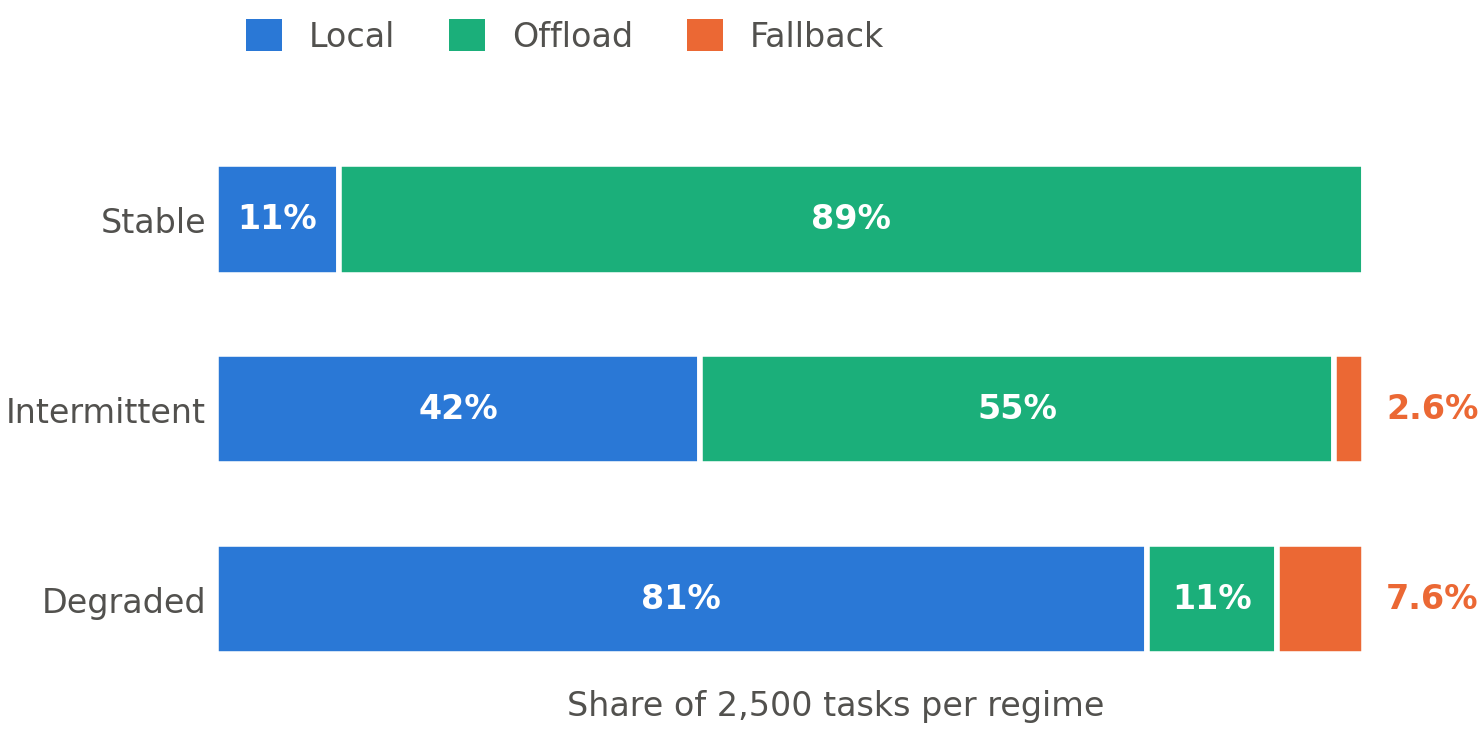 Local Offload Fallback
Stable 11% 89%
Intermittent 42% 55% 2.6%
Degraded 81% 11% 7.6%
Share of 2,500 tasks per regime